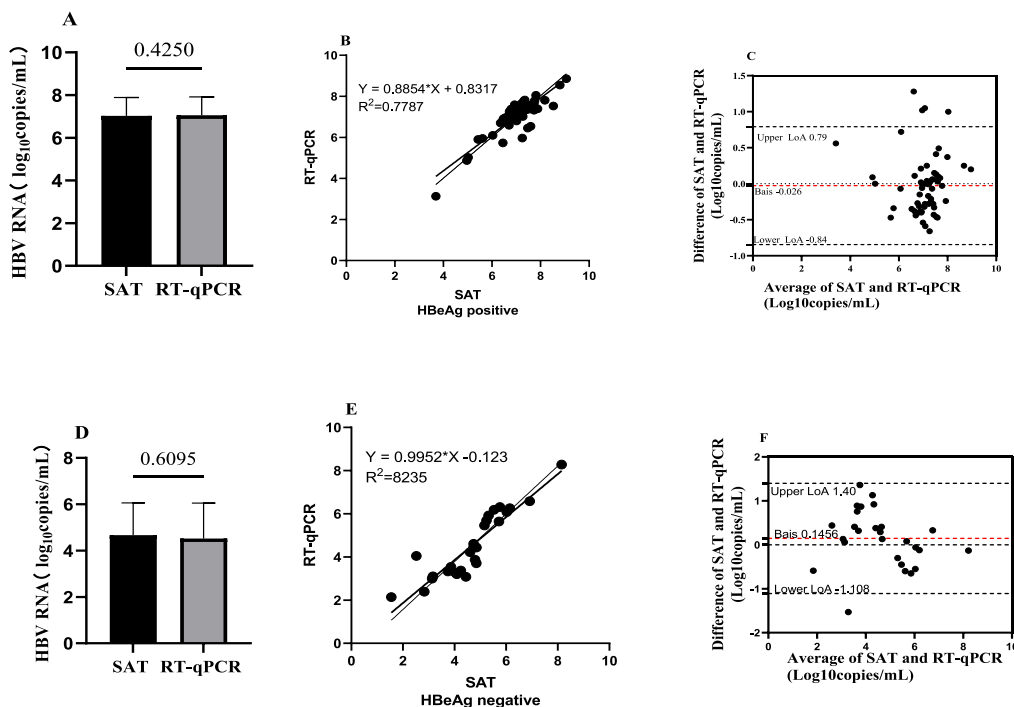 A
0.4250
HBV RNA( log10copies/mL)
10
8
6
4
2
0
SAT RT-qPCR
B
Y = 0.8854*X + 0.8317
R²=0.7787
RT-qPCR
10
8
6
4
2
0
0 2 4 6 8 10
SAT
HBeAg positive
C
Difference of SAT and RT-qPCR
(Log10copies/mL)
1.5
1.0
0.5
0.0
-0.5
-1.0
Upper LoA 0.79
Bais -0.026
Lower LoA -0.84
0 2 4 6 8 10
Average of SAT and RT-qPCR
(Log10copies/mL)
D
0.6095
HBV RNA( log10copies/mL)
8
6
4
2
0
SAT RT-qPCR
E
Y = 0.9952*X -0.123
R²=8235
RT-qPCR
10
8
6
4
2
0
0 2 4 6 8 10
SAT
HBeAg negative
F
Difference of SAT and RT-qPCR
(Log10copies/mL)
2
1
0
-1
-2
Upper LoA 1.40
Bais 0.1456
Lower LoA -1.108
0 2 4 6 8 10
Average of SAT and RT-qPCR
(Log10copies/mL)